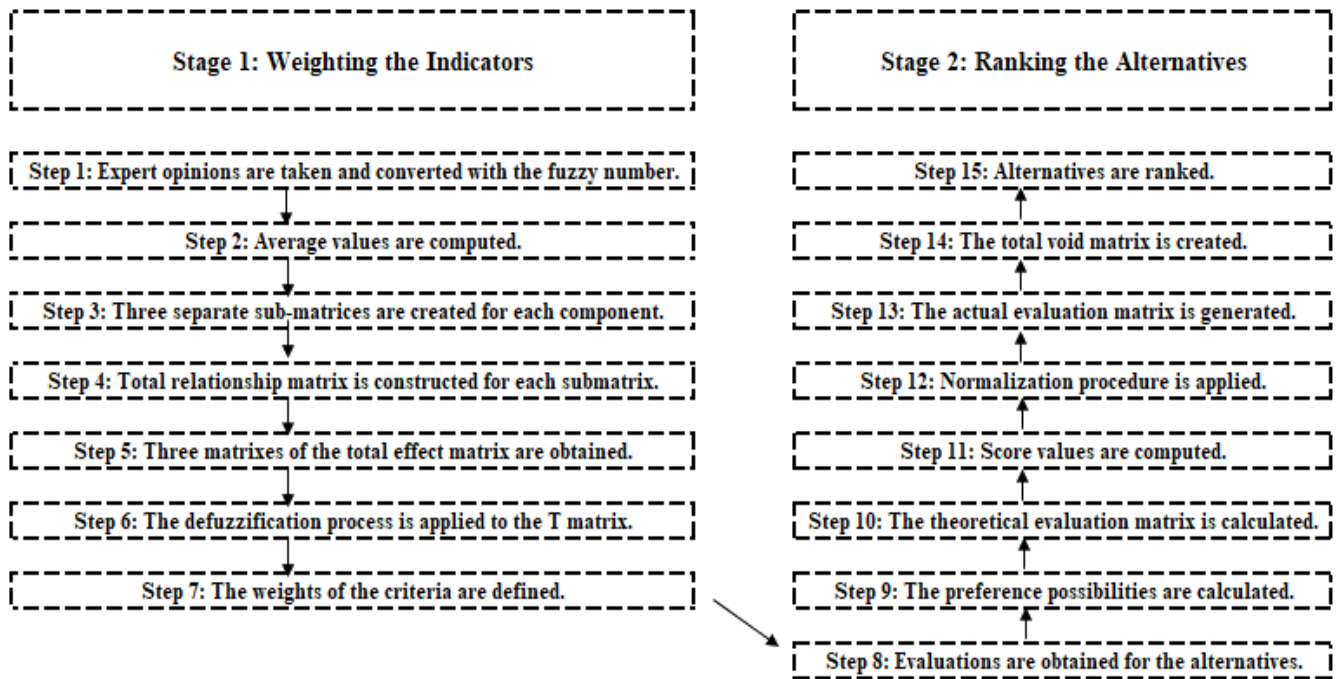 Stage 1: Weighting the Indicators
Step 1: Expert opinions are taken and converted with the fuzzy number.
Step 2: Average values are computed.
Step 3: Three separate sub-matrices are created for each component.
Step 4: Total relationship matrix is constructed for each submatrix.
Step 5: Three matrixes of the total effect matrix are obtained.
Step 6: The defuzzification process is applied to the T matrix.
Step 7: The weights of the criteria are defined.
Stage 2: Ranking the Alternatives
Step 15: Alternatives are ranked.
Step 14: The total void matrix is created.
Step 13: The actual evaluation matrix is generated.
Step 12: Normalization procedure is applied.
Step 11: Score values are computed.
Step 10: The theoretical evaluation matrix is calculated.
Step 9: The preference possibilities are calculated.
Step 8: Evaluations are obtained for the alternatives.